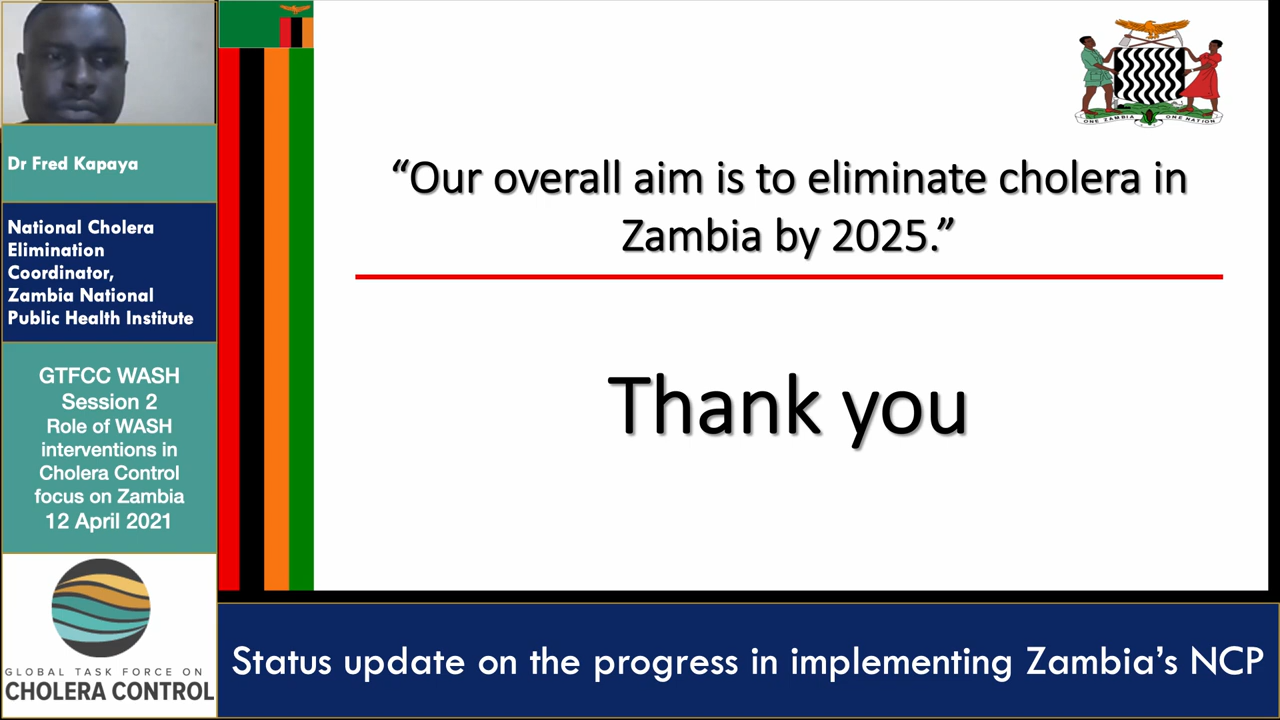 Dr Fred Kapaya
National Cholera
Elimination
Coordinator,
Zambia National
Public Health Institute
GTFCC WASH
Session 2
Role of WASH
interventions in
Cholera Control
focus on Zambia
12 April 2021
GLOBAL TASK FORCE ON
CHOLERA CONTROL
ONE ZAMBIA ONE NATION
“Our overall aim is to eliminate cholera in
Zambia by 2025.”
Thank you
Status update on the progress in implementing Zambia’s NCP